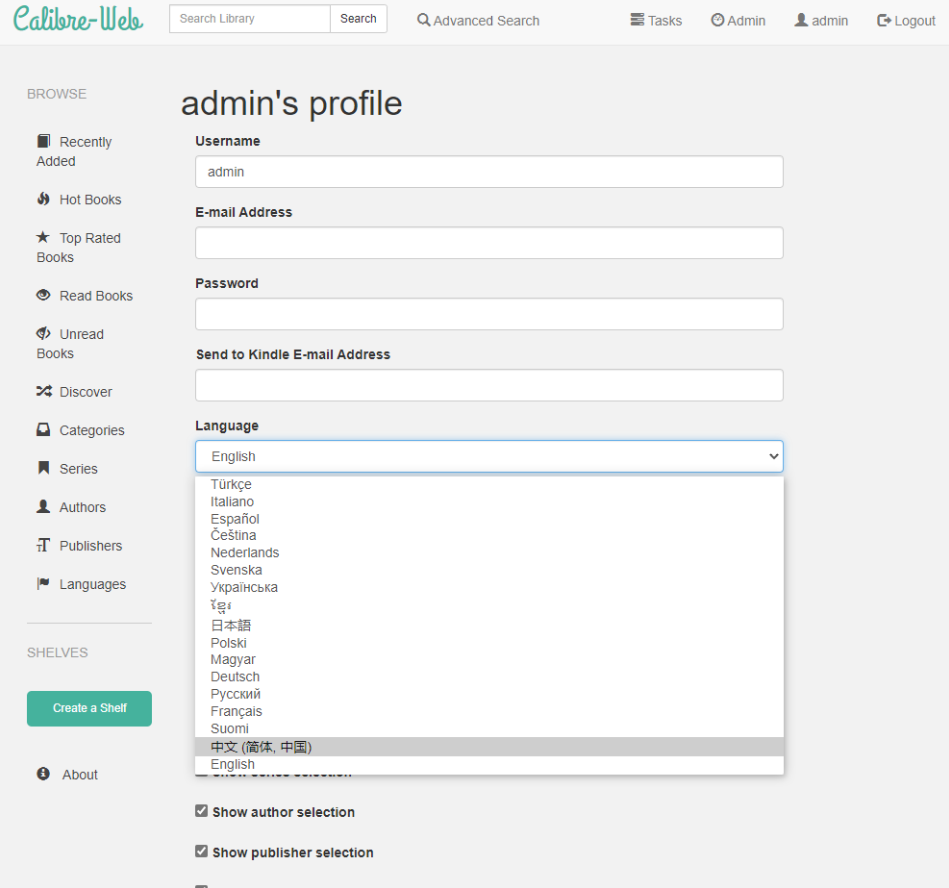 Calibre-Web
Search Library
Search
Advanced Search
Tasks
Admin
admin
Logout
BROWSE
Recently
Added
Hot Books
Top Rated
Books
Read Books
Unread
Books
Discover
Categories
Series
Authors
Publishers
Languages
SHELVES
Create a Shelf
About
admin's profile
Username
admin
E-mail Address
Password
Send to Kindle E-mail Address
Language
English
Türkçe
Italiano
Español
Čeština
Nederlands
Svenska
Українська
ខ្មែរ
日本語
Polski
Magyar
Deutsch
Русский
Français
Suomi
中文 (简体, 中国)
English
Show series selection
Show author selection
Show publisher selection